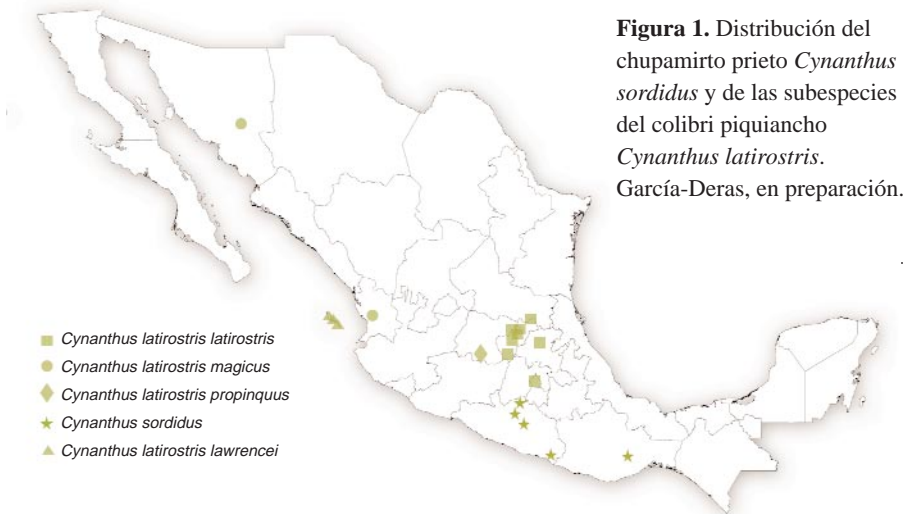 Figura 1. Distribución del
chupamirto prieto Cynanthus
sordidus y de las subespecies
del colibri piquiancho
Cynanthus latirostris.
García-Deras, en preparación.
Cynanthus latirostris latirostris
Cynanthus latirostris magicus
Cynanthus latirostris propinquus
Cynanthus sordidus
Cynanthus latirostris lawrencei